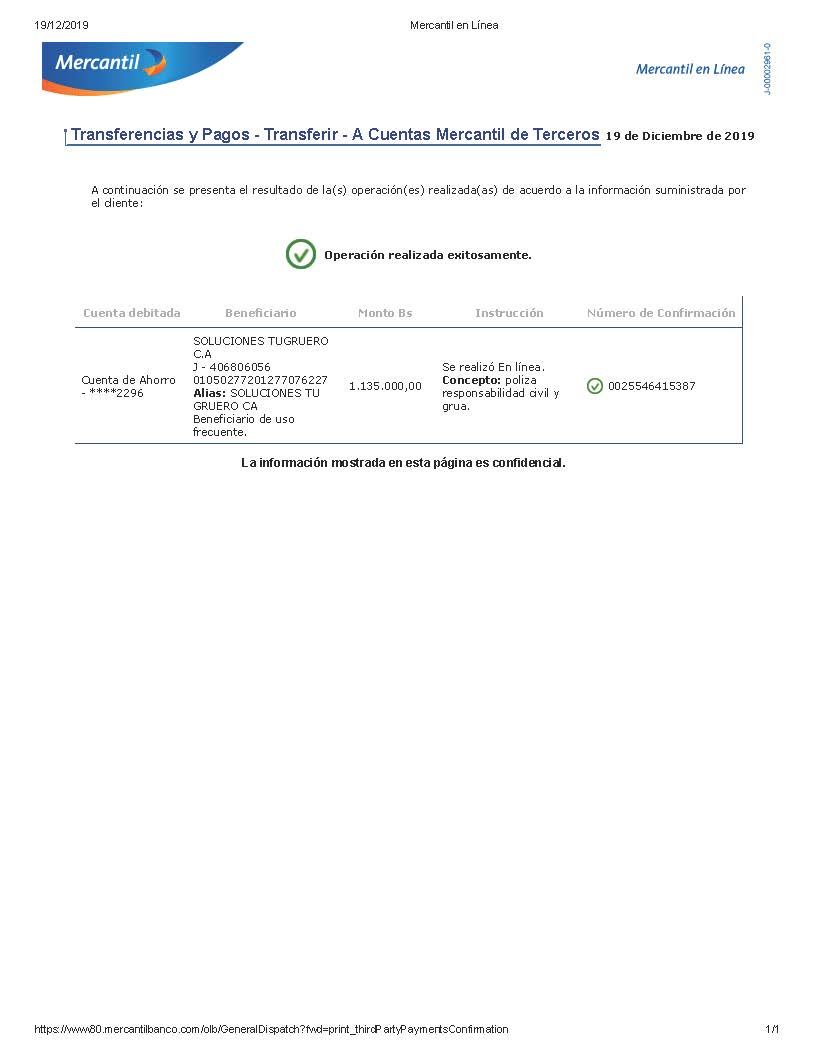 19/12/2019
Mercantil en Línea
Mercantil
Mercantil en Línea
J-00002961-0
Transferencias y Pagos - Transferir - A Cuentas Mercantil de Terceros 19 de Diciembre de 2019
A continuación se presenta el resultado de la(s) operación(es) realizada(as) de acuerdo a la información suministrada por
el cliente:
Operación realizada exitosamente.
Cuenta debitada
Beneficiario
Monto Bs
Instrucción
Número de Confirmación
Cuenta de Ahorro
- ****2296
SOLUCIONES TUGRUERO
C.A
J - 406806056
01050277201277076227
Alias: SOLUCIONES TU
GRUERO CA
Beneficiario de uso
frecuente.
1.135.000,00
Se realizó En línea.
Concepto: poliza
responsabilidad civil y
grua.
0025546415387
La información mostrada en esta página es confidencial.
https://www80.mercantilbanco.com/olb/GeneralDispatch?fwd=print_thirdPartyPaymentsConfirmation
1/1